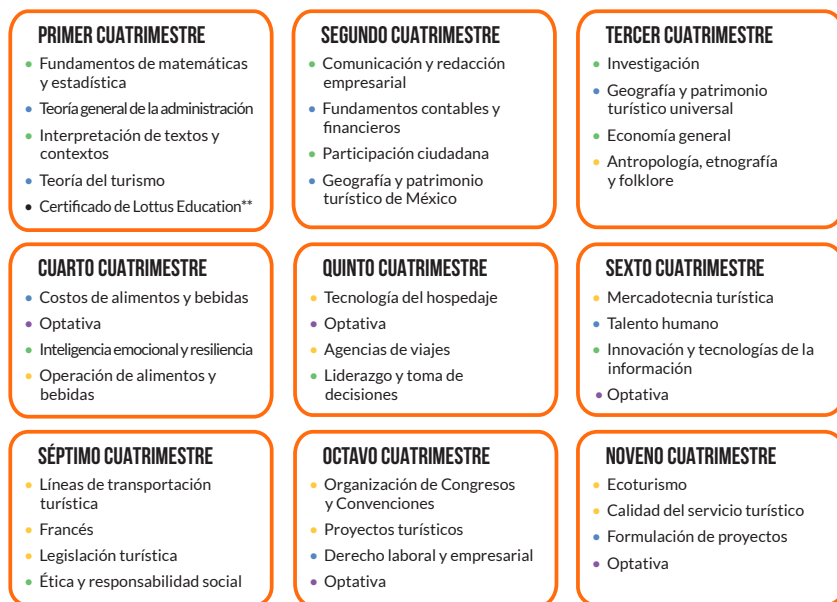 PRIMER CUATRIMESTRE
• Fundamentos de matemáticas
y estadística
• Teoría general de la administración
• Interpretación de textos y
contextos
• Teoría del turismo
• Certificado de Lottus Education**
SEGUNDO CUATRIMESTRE
• Comunicación y redacción
empresarial
• Fundamentos contables y
financieros
• Participación ciudadana
• Geografía y patrimonio
turístico de México
TERCER CUATRIMESTRE
• Investigación
• Geografía y patrimonio
turístico universal
• Economía general
• Antropología, etnografía
y folklore
CUARTO CUATRIMESTRE
• Costos de alimentos y bebidas
• Optativa
• Inteligencia emocional y resiliencia
• Operación de alimentos y
bebidas
QUINTO CUATRIMESTRE
• Tecnología del hospedaje
• Optativa
• Agencias de viajes
• Liderazgo y toma de
decisiones
SEXTO CUATRIMESTRE
• Mercadotecnia turística
• Talento humano
• Innovación y tecnologías de la
información
• Optativa
SÉPTIMO CUATRIMESTRE
• Líneas de transportación
turística
• Francés
• Legislación turística
• Ética y responsabilidad social
OCTAVO CUATRIMESTRE
• Organización de Congresos
y Convenciones
• Proyectos turísticos
• Derecho laboral y empresarial
• Optativa
NOVENO CUATRIMESTRE
• Ecoturismo
• Calidad del servicio turístico
• Formulación de proyectos
• Optativa